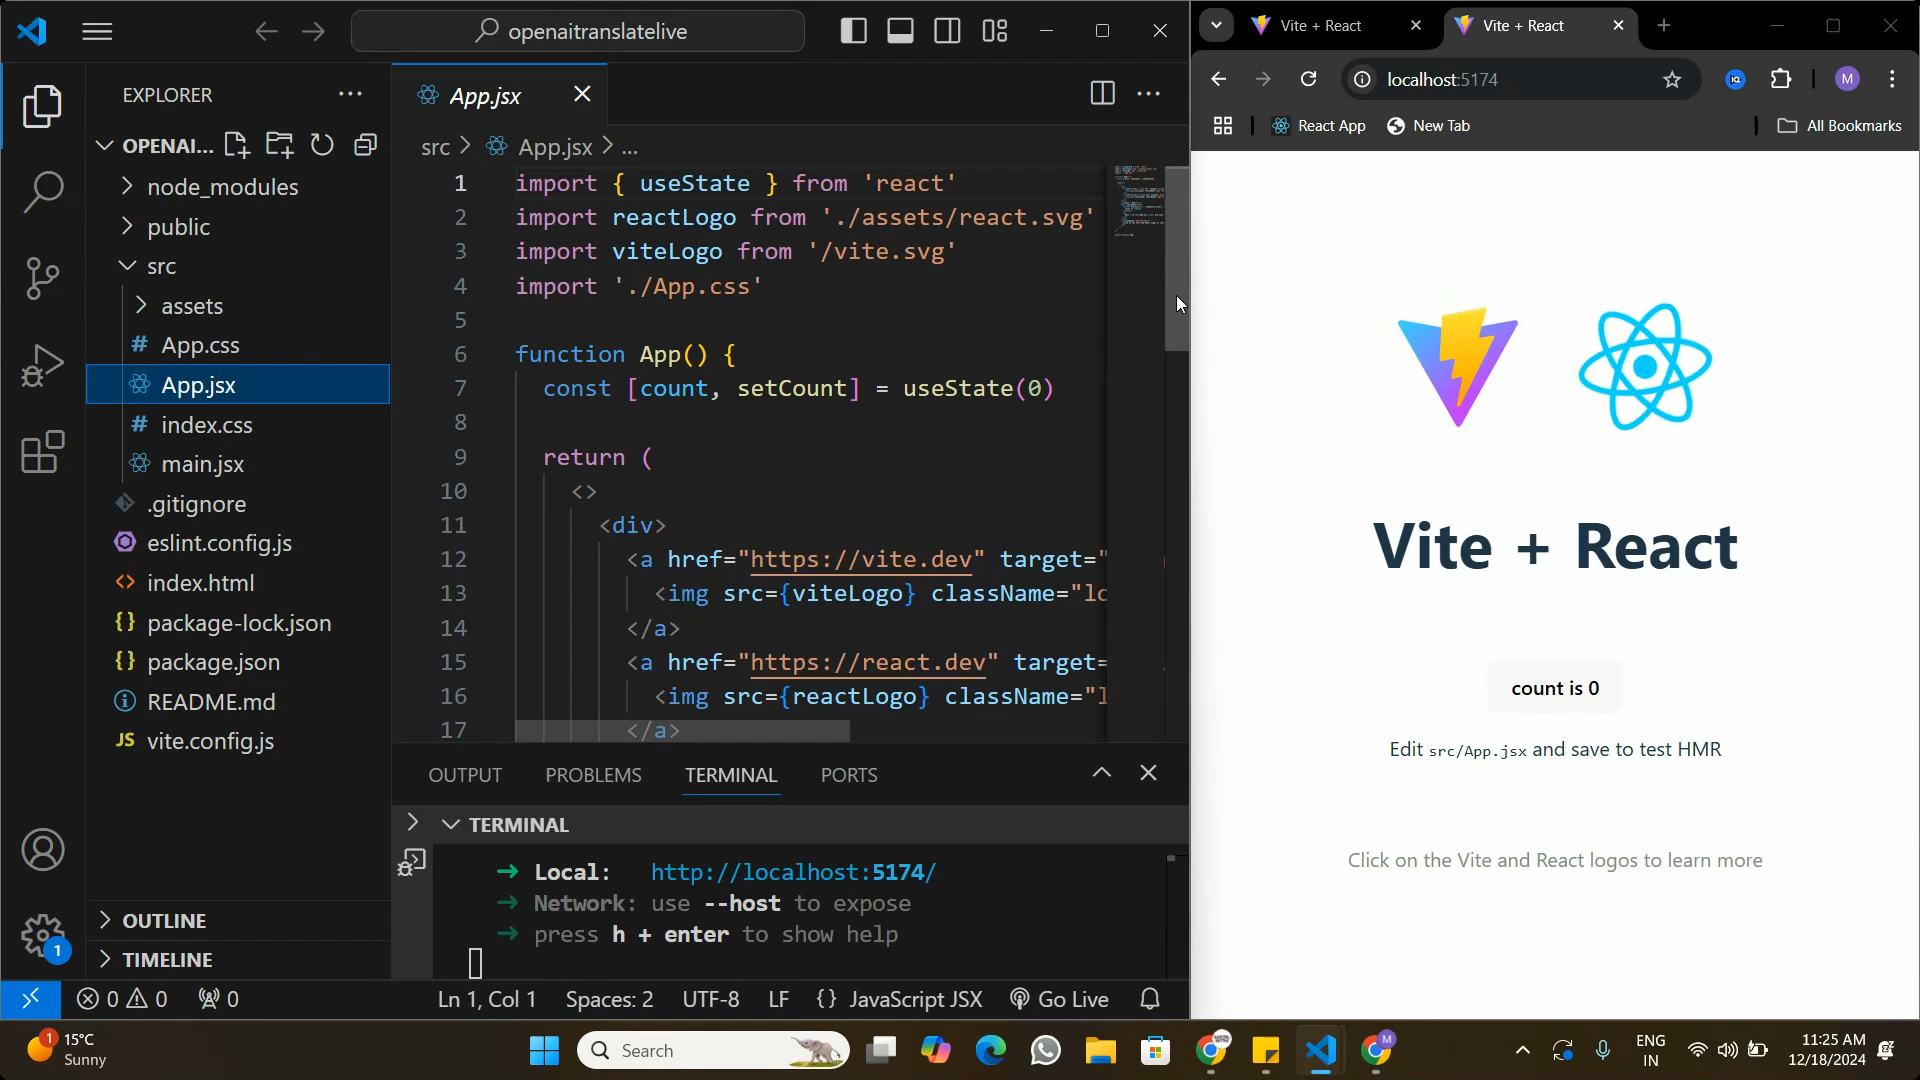 openaitranslatelive
EXPLORER
OPENAI...
node_modules
public
src
assets
# App.css
App.jsx
# index.css
main.jsx
.gitignore
eslint.config.js
<> index.html
{} package-lock.json
{} package.json
README.md
JS vite.config.js
OUTLINE
TIMELINE
1
App.jsx
src > App.jsx > ...
1 import { useState } from 'react'
2 import reactLogo from './assets/react.svg'
3 import viteLogo from '/vite.svg'
4 import './App.css'
5
6 function App() {
7 const [count, setCount] = useState(0)
8
9 return (
10 <>
11 <div>
12 <a href="https://vite.dev" target="
13 <img src={viteLogo} className="lo
14 </a>
15 <a href="https://react.dev" target=
16 <img src={reactLogo} className="l
17 </a>
OUTPUT PROBLEMS TERMINAL PORTS
TERMINAL
➜ Local: http://localhost:5174/
➜ Network: use --host to expose
➜ press h + enter to show help
0 0 0
Ln 1, Col 1 Spaces: 2 UTF-8 LF {} JavaScript JSX Go Live
Vite + React
Vite + React
localhost:5174
M
React App
New Tab
All Bookmarks
Vite + React
count is 0
Edit src/App.jsx and save to test HMR
Click on the Vite and React logos to learn more
1
15°C
Sunny
Search
M
ENG
IN
11:25 AM
12/18/2024